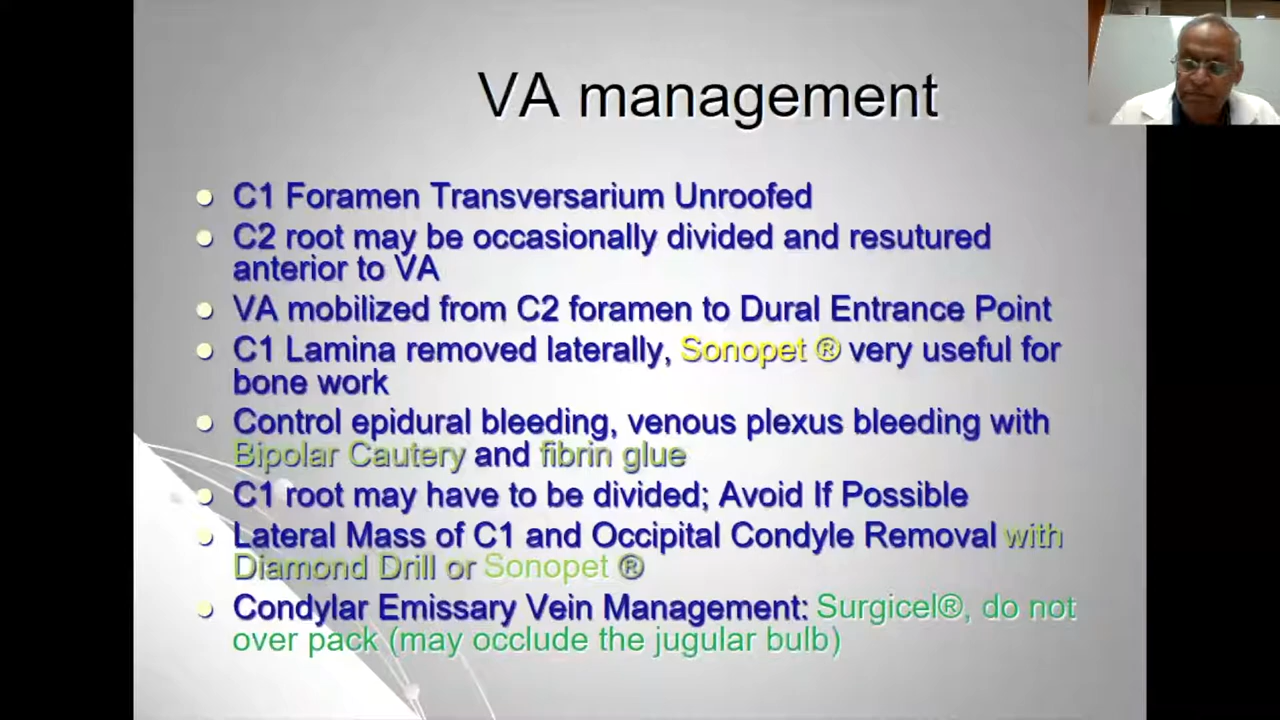 VA management
C1 Foramen Transversarium Unroofed
C2 root may be occasionally divided and resutured
anterior to VA
VA mobilized from C2 foramen to Dural Entrance Point
C1 Lamina removed laterally, Sonopet ® very useful for
bone work
Control epidural bleeding, venous plexus bleeding with
Bipolar Cautery and fibrin glue
C1 root may have to be divided; Avoid If Possible
Lateral Mass of C1 and Occipital Condyle Removal with
Diamond Drill or Sonopet ®
Condylar Emissary Vein Management: Surgicel®, do not
over pack (may occlude the jugular bulb)